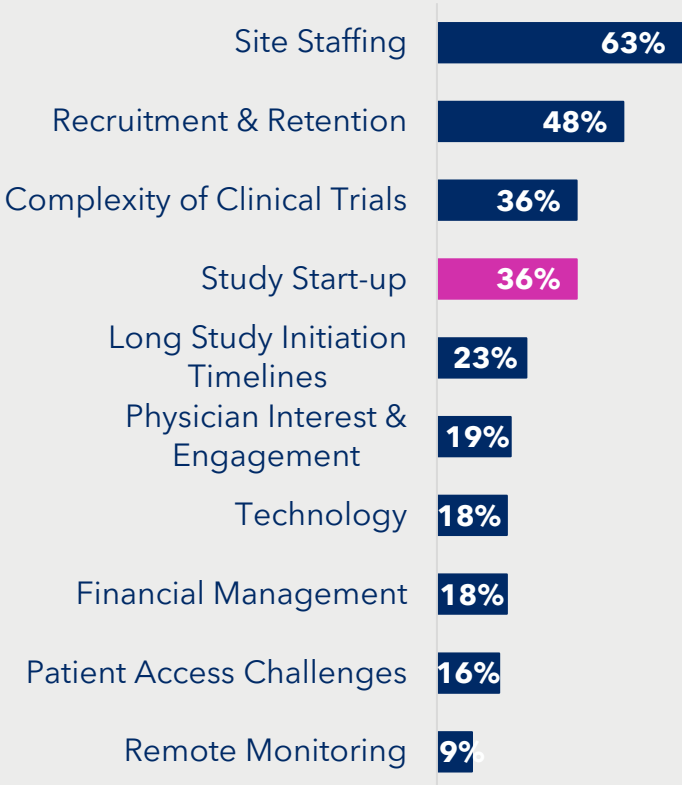 Site Staffing 63%
Recruitment & Retention 48%
Complexity of Clinical Trials 36%
Study Start-up 36%
Long Study Initiation
Timelines 23%
Physician Interest &
Engagement 19%
Technology 18%
Financial Management 18%
Patient Access Challenges 16%
Remote Monitoring 9%